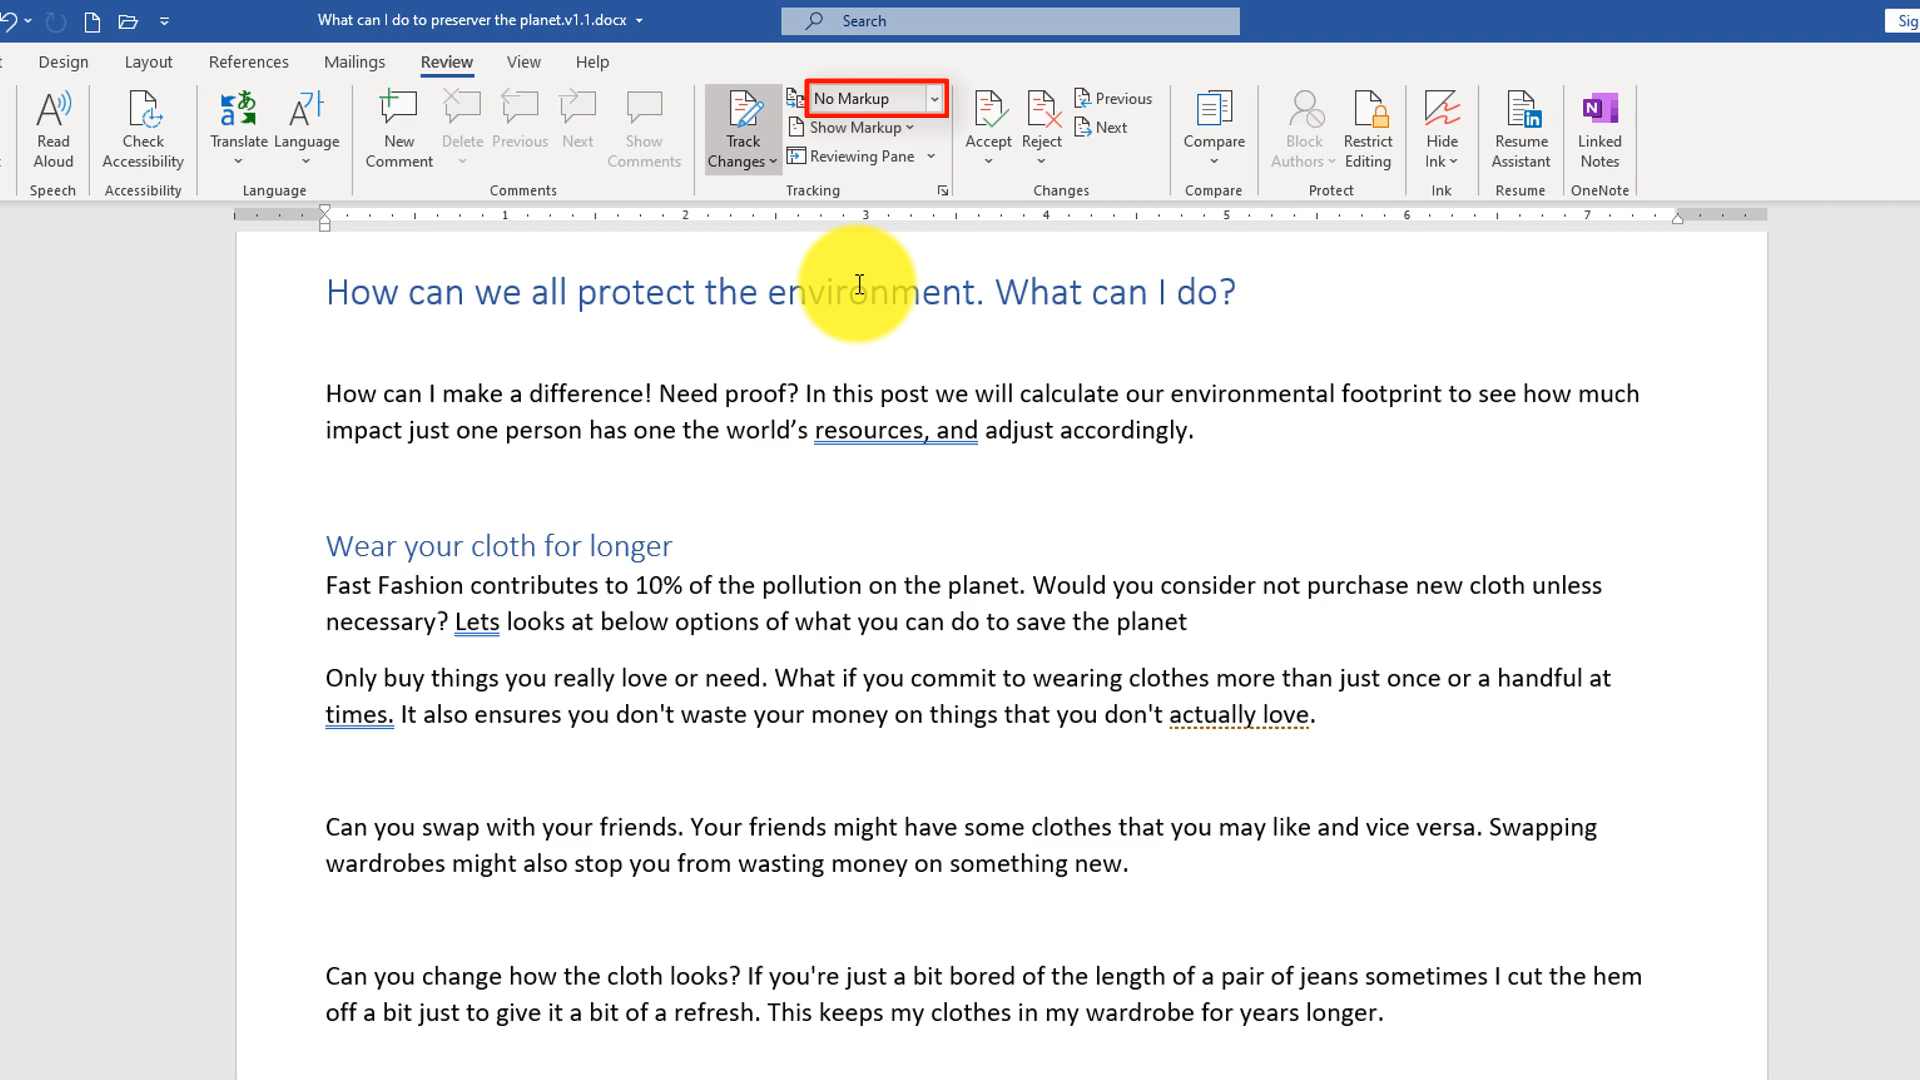 What can I do to preserver the planet.v1.1.docx
Search
Sig
Design Layout References Mailings Review View Help
Read Aloud
Check Accessibility
Translate
Language
New Comment
Delete
Previous
Next
Show Comments
Track Changes
No Markup
Show Markup
Reviewing Pane
Accept
Reject
Previous
Next
Compare
Block Authors
Restrict Editing
Hide Ink
Resume Assistant
Linked Notes
Speech Accessibility Language Comments Tracking Changes Compare Protect Ink Resume OneNote
1 2 3 4 5 6 7
How can we all protect the environment. What can I do?
How can I make a difference! Need proof? In this post we will calculate our environmental footprint to see how much
impact just one person has one the world’s resources, and adjust accordingly.
Wear your cloth for longer
Fast Fashion contributes to 10% of the pollution on the planet. Would you consider not purchase new cloth unless
necessary? Lets looks at below options of what you can do to save the planet
Only buy things you really love or need. What if you commit to wearing clothes more than just once or a handful at
times. It also ensures you don't waste your money on things that you don't actually love.
Can you swap with your friends. Your friends might have some clothes that you may like and vice versa. Swapping
wardrobes might also stop you from wasting money on something new.
Can you change how the cloth looks? If you're just a bit bored of the length of a pair of jeans sometimes I cut the hem
off a bit just to give it a bit of a refresh. This keeps my clothes in my wardrobe for years longer.